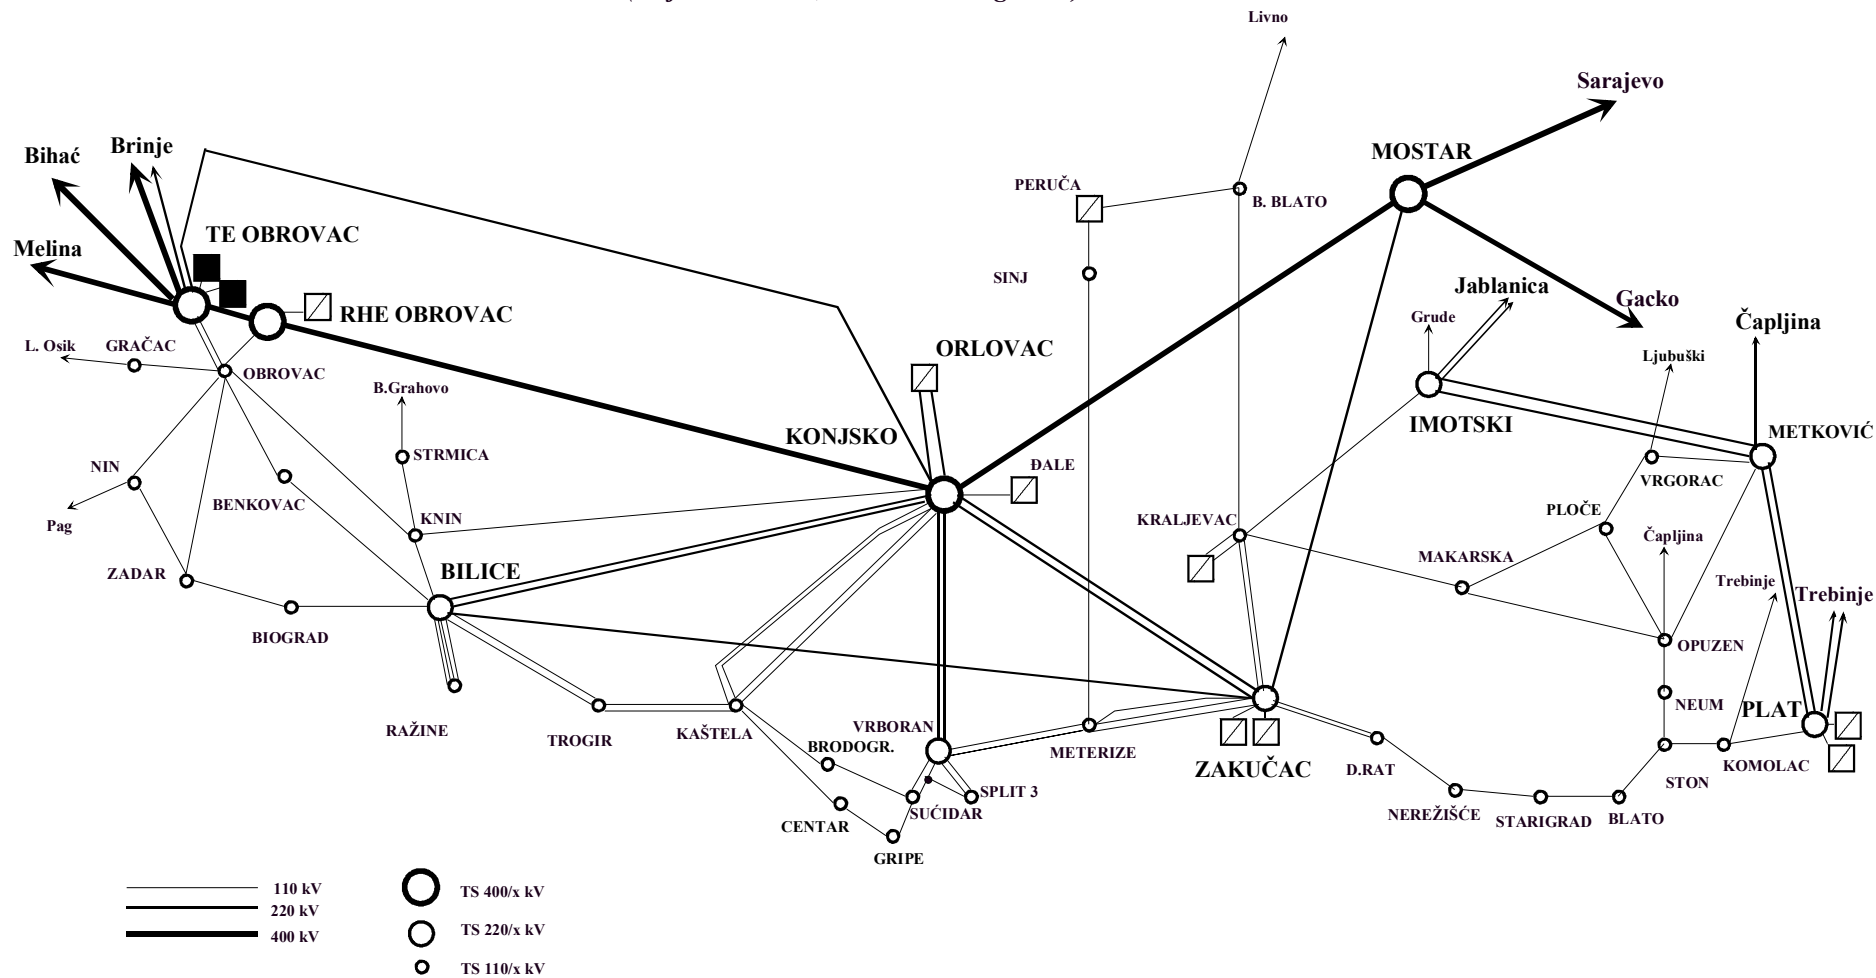 Livno
Sarajevo
MOSTAR
Brinje
Bihać
PERUČA
B. BLATO
TE OBROVAC
Melina
SINJ
Jablanica
Gacko
RHE OBROVAC
Grude
Čapljina
L. Osik
GRAČAC
ORLOVAC
Ljubuški
OBROVAC
B.Grahovo
IMOTSKI
METKOVIĆ
KONJSKO
STRMICA
ĐALE
NIN
VRGORAC
BENKOVAC
Pag
KNIN
KRALJEVAC
PLOČE
Čapljina
MAKARSKA
ZADAR
BILICE
Trebinje
Trebinje
BIOGRAD
OPUZEN
NEUM
PLAT
RAŽINE
TROGIR
KAŠTELA
VRBORAN
BRODOGR.
METERIZE
ZAKUČAC
D.RAT
STON
KOMOLAC
SPLIT 3
SUĆIDAR
NEREŽIŠĆE
STARIGRAD
BLATO
CENTAR
GRIPE
110 kV
220 kV
400 kV
TS 400/x kV
TS 220/x kV
TS 110/x kV